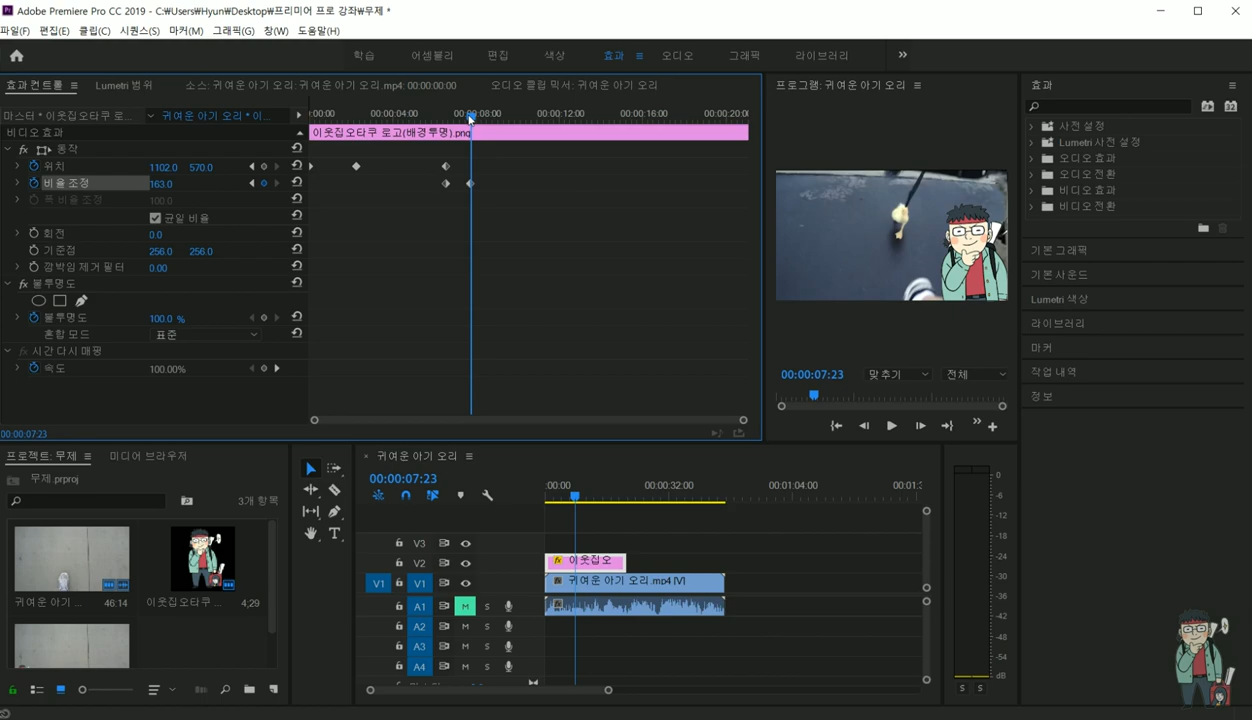 Adobe Premiere Pro CC 2019 - C:₩Users₩Hyun₩Desktop₩프리미어 프로 강좌₩무제 *
파일(F) 편집(E) 클립(C) 시퀀스(S) 마커(M) 그래픽(G) 창(W) 도움말(H)
학습 어셈블리 편집 색상 효과 오디오 그래픽 라이브러리
효과 컨트롤 Lumetri 범위 소스: 귀여운 아기 오리: 귀여운 아기 오리.mp4: 00:00:00:00 오디오 클립 믹서: 귀여운 아기 오리
마스터 * 이웃집오타쿠 로... 귀여운 아기 오리 * 이...
:00:00 00:00:04:00 00:00:08:00 00:00:12:00 00:00:16:00 00:00:20:0
비디오 효과
이웃집오타쿠 로고(배경투명).png
fx 동작
위치 1102.0 570.0
비율 조정 163.0
폭 비율 조정 100.0
균일 비율
회전 0.0
기준점 256.0 256.0
깜박임 제거 필터 0.00
fx 불투명도
불투명도 100.0 %
혼합 모드 표준
fx 시간 다시 매핑
속도 100.00%
00:00:07:23
프로그램: 귀여운 아기 오리
00:00:07:23 맞추기 전체
효과
사전 설정
Lumetri 사전 설정
오디오 효과
오디오 전환
비디오 효과
비디오 전환
기본 그래픽
기본 사운드
Lumetri 색상
라이브러리
마커
작업 내역
정보
프로젝트: 무제 미디어 브라우저
무제.prproj
3개 항목
귀여운 아기 ... 46:14
이웃집오타쿠 ... 4,29
T
× 귀여운 아기 오리
00:00:07:23
:00:00 00:00:32:00 00:01:04:00 00:01:3
V3
V2 fx 이웃집오
V1 V1 fx 귀여운 아기 오리.mp4 [V]
A1 M S
A2 M S
A3 M S
A4 M S
0
-6
-12
-18
-24
-30
-36
-42
-48
-54
dB
S S